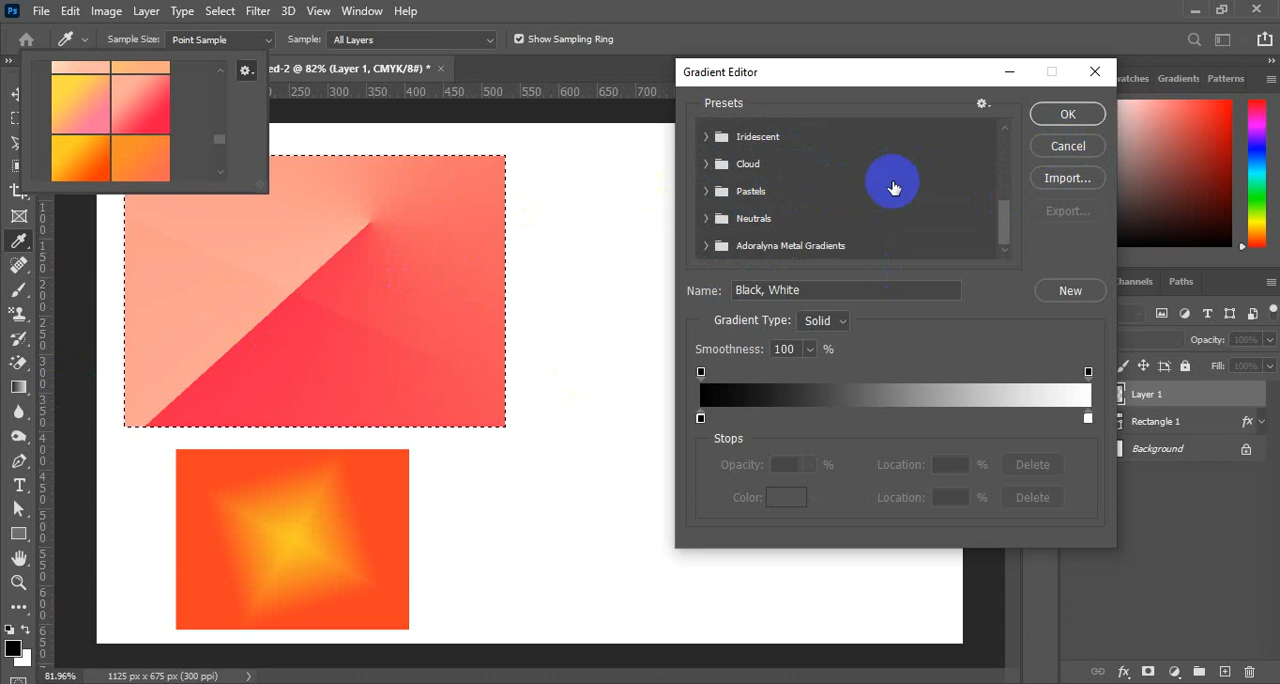 Ps File Edit Image Layer Type Select Filter 3D View Window Help
Sample Size: Point Sample Sample: All Layers Show Sampling Ring
ed-2 @ 82% (Layer 1, CMYK/8#) * ×
250 300 350 400 450 500 550 600 650 700
Gradient Editor
Swatches Gradients Patterns
Presets
Iridescent
Cloud
Pastels
Neutrals
Adoralyna Metal Gradients
OK
Cancel
Import...
Export...
Name: Black, White
New
Gradient Type: Solid
Smoothness: 100 %
Stops
Opacity: % Location: % Delete
Color: Location: % Delete
hannels Paths
Opacity: 100%
Fill: 100%
Layer 1
Rectangle 1 fx
Background
81.96% 1125 px x 675 px (300 ppi)